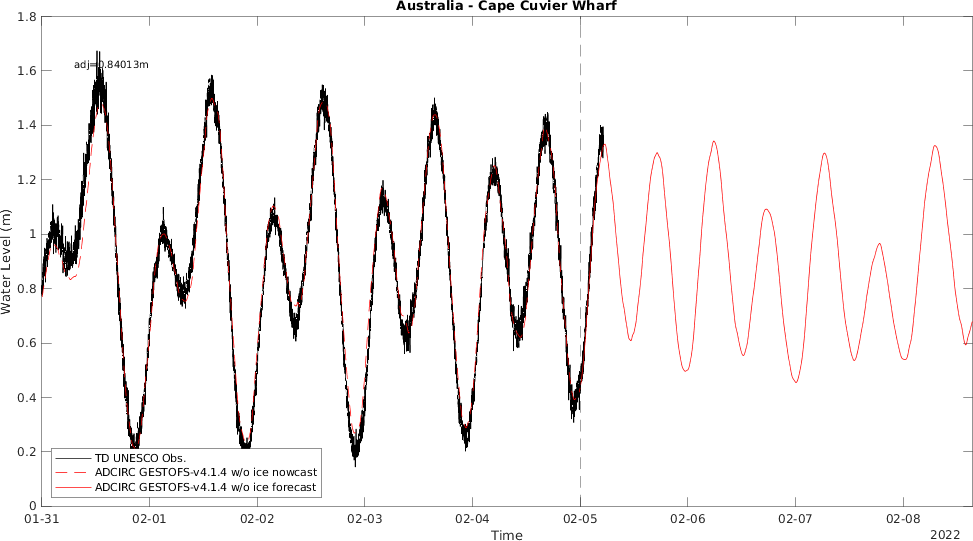 Australia - Cape Cuvier Wharf
1.8
1.6
1.4
1.2
1
0.8
0.6
0.4
0.2
0
Water Level (m)
adj=0.84013m
TD UNESCO Obs.
ADCIRC GESTOFS-v4.1.4 w/o ice nowcast
ADCIRC GESTOFS-v4.1.4 w/o ice forecast
01-31 02-01 02-02 02-03 02-04 02-05 02-06 02-07 02-08
Time
2022